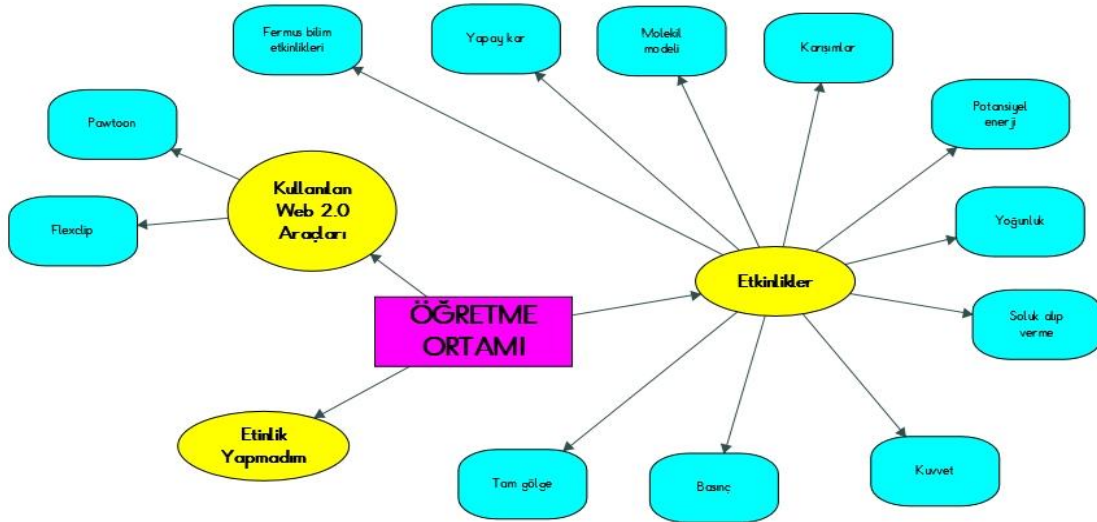 Fermus bilim
etkinlikleri
Yapay kar
Molekil
modeli
Karışımlar
Potansiyel
enerji
Pawtoon
Kullanılan
Web 2.0
Araçları
Flexclip
Yoğunluk
Etkinlikler
ÖĞRETME
ORTAMI
Soluk alıp
verme
Etinlik
Yapmadım
Tam gölge
Basınç
Kuvvet